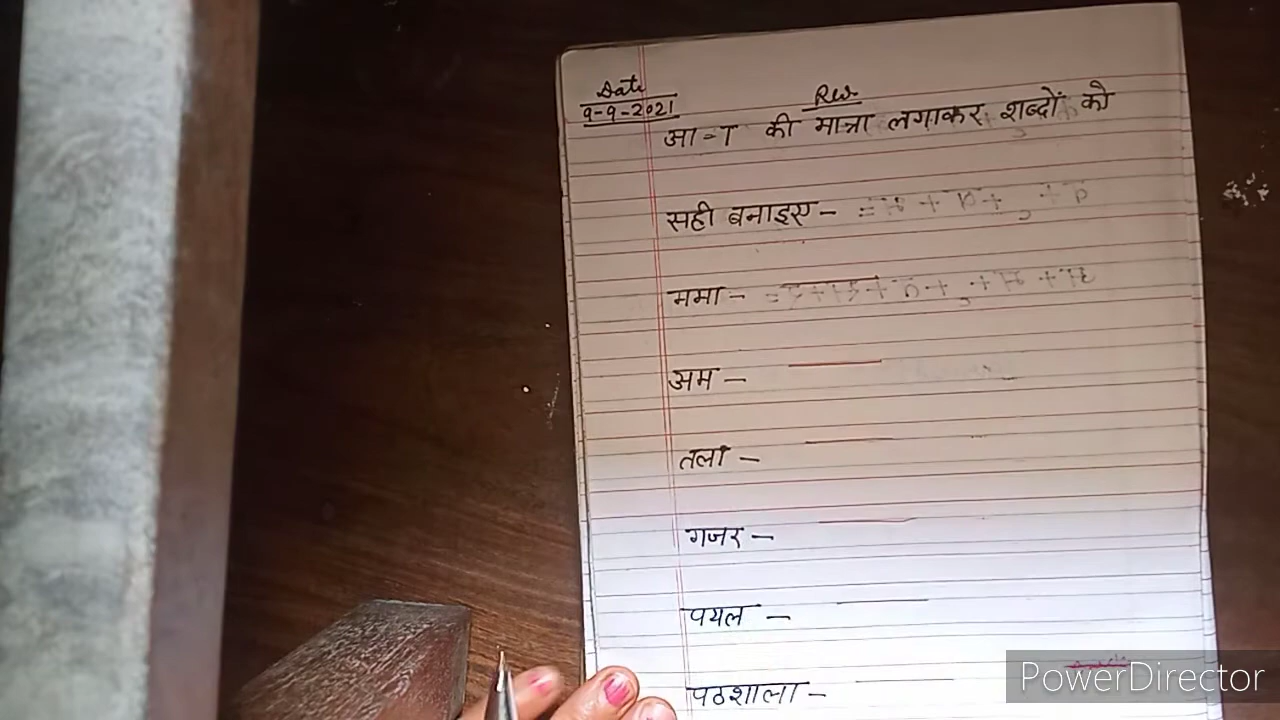 Date
9-9-2021
Rev.
आ-ा की मात्रा लगाकर शब्दों को
सही बनाइए -
ममा -
अम -
तला -
गजर -
पयल -
पठशाला -
PowerDirector